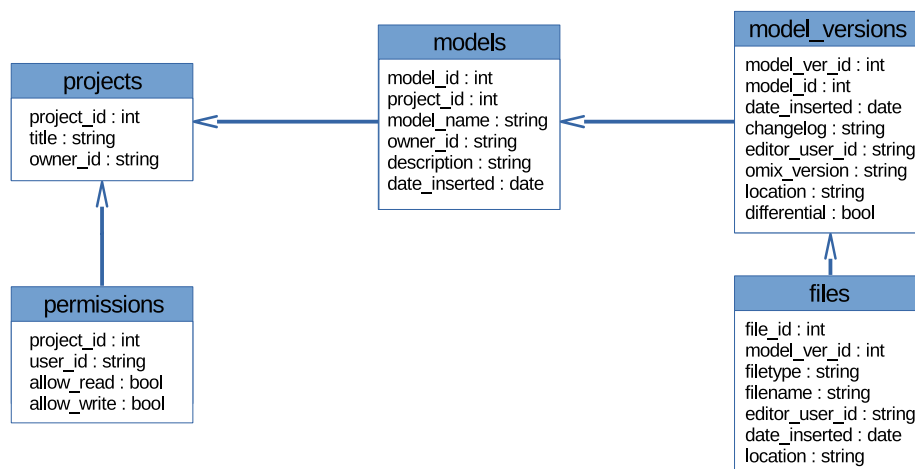 projects
project_id : int
title : string
owner_id : string
permissions
project_id : int
user_id : string
allow_read : bool
allow_write : bool
models
model_id : int
project_id : int
model_name : string
owner_id : string
description : string
date_inserted : date
model_versions
model_ver_id : int
model_id : int
date_inserted : date
changelog : string
editor_user_id : string
omix_version : string
location : string
differential : bool
files
file_id : int
model_ver_id : int
filetype : string
filename : string
editor_user_id : string
date_inserted : date
location : string